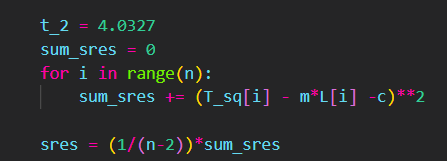 t_2 = 4.0327
sum_sres = 0
for i in range(n):
    sum_sres += (T_sq[i] - m*L[i] -c)**2
sres = (1/(n-2))*sum_sres